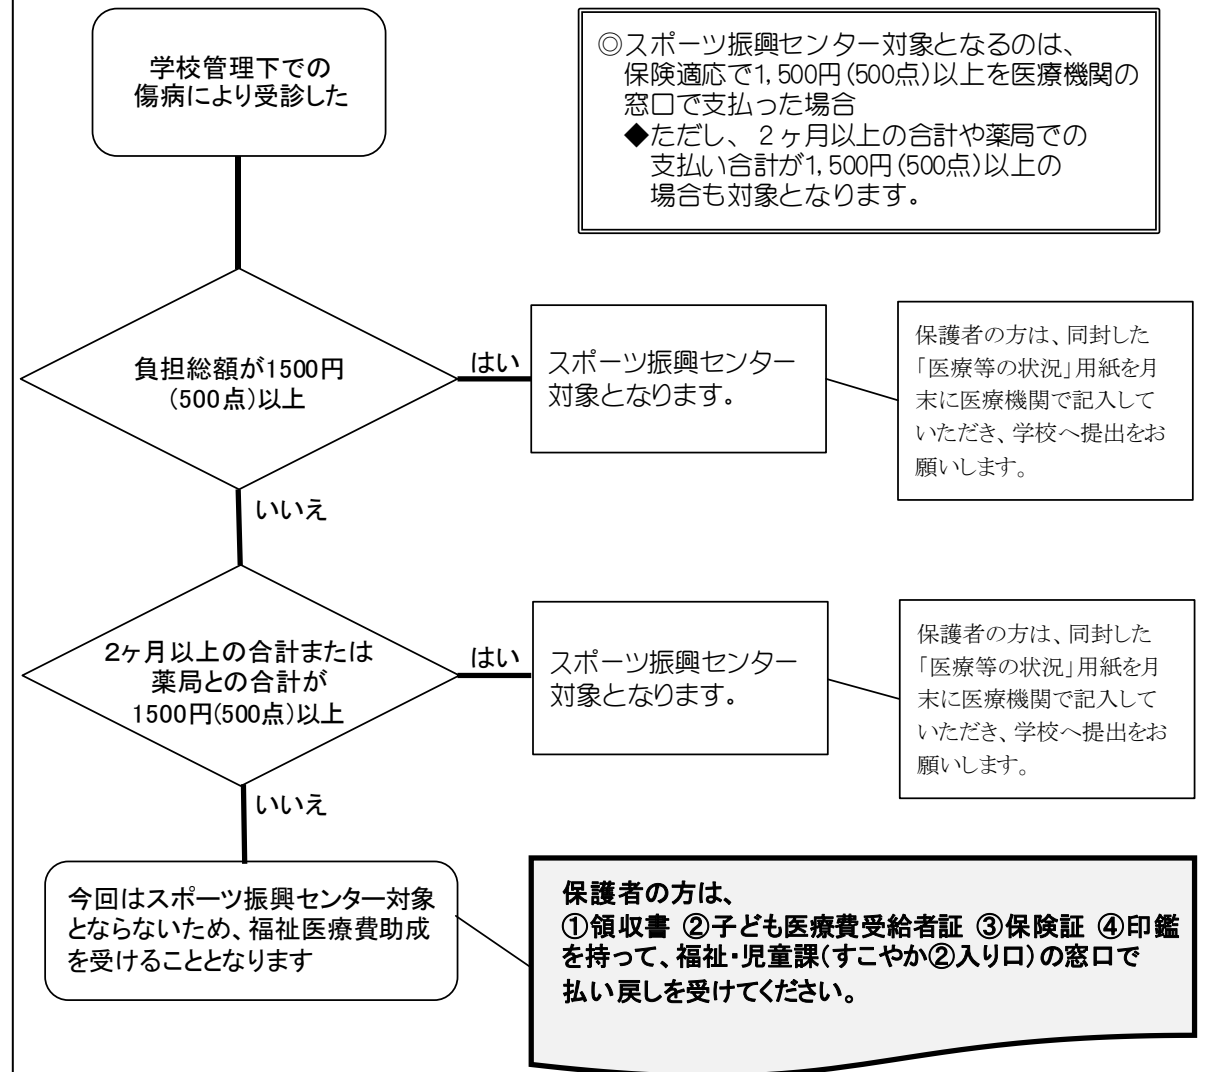 学校管理下での
傷病により受診した
◎スポーツ振興センター対象となるのは、
保険適応で1,500円(500点)以上を医療機関の
窓口で支払った場合
◆ただし、２ヶ月以上の合計や薬局での
支払い合計が1,500円(500点)以上の
場合も対象となります。
負担総額が1500円
(500点)以上
はい
スポーツ振興センター
対象となります。
保護者の方は、同封した
「医療等の状況」用紙を月
末に医療機関で記入して
いただき、学校へ提出をお
願いします。
いいえ
2ヶ月以上の合計または
薬局との合計が
1500円(500点)以上
はい
スポーツ振興センター
対象となります。
保護者の方は、同封した
「医療等の状況」用紙を月
末に医療機関で記入して
いただき、学校へ提出をお
願いします。
いいえ
今回はスポーツ振興センター対象
とならないため、福祉医療費助成
を受けることとなります
保護者の方は、
①領収書 ②子ども医療費受給者証 ③保険証 ④印鑑
を持って、福祉・児童課(すこやか②入り口)の窓口で
払い戻しを受けてください。